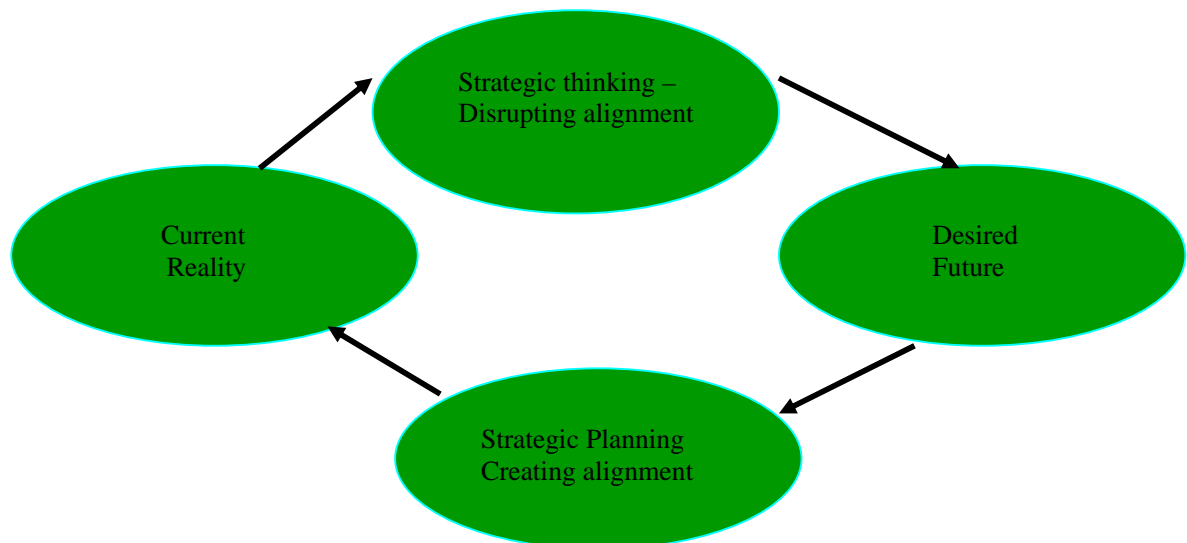 Strategic thinking –
Disrupting alignment
Current
Reality
Desired
Future
Strategic Planning
Creating alignment